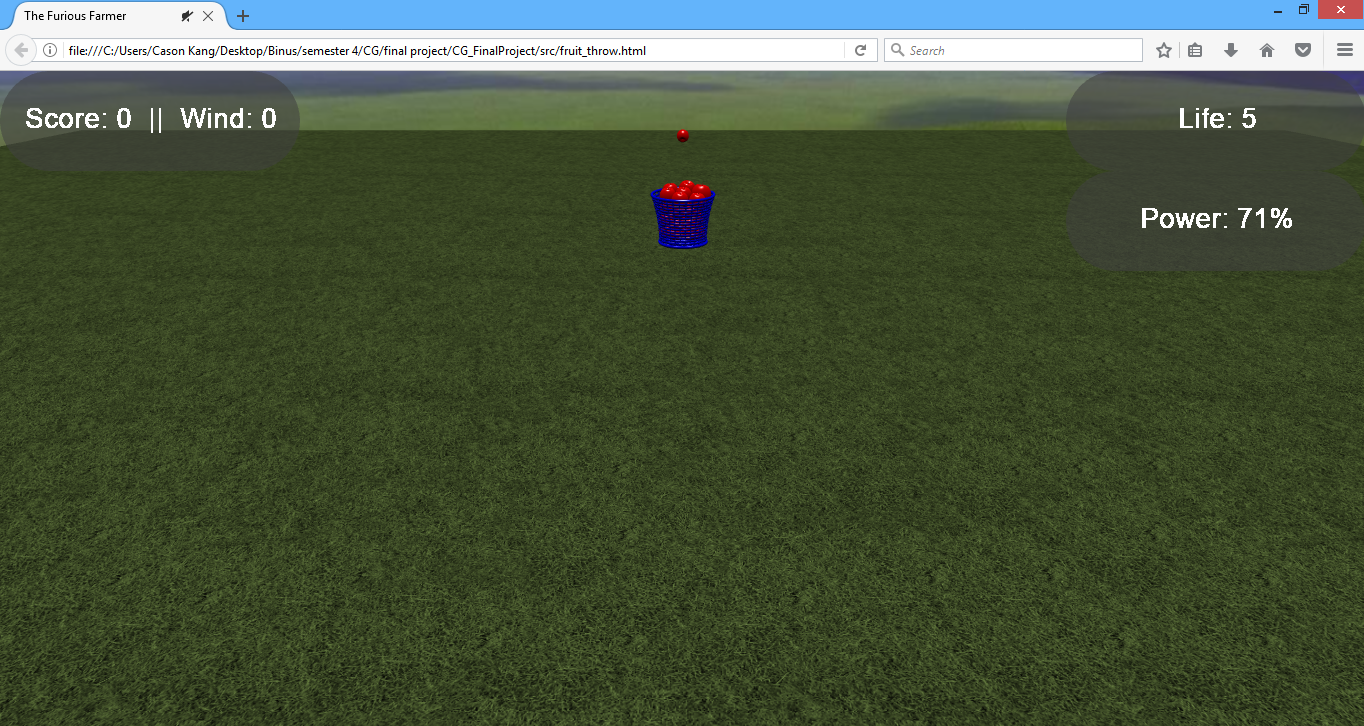 The Furious Farmer
file:///C:/Users/Cason Kang/Desktop/Binus/semester 4/CG/final project/CG_FinalProject/src/fruit_throw.html
Search
Score: 0 || Wind: 0
Life: 5
Power: 71%